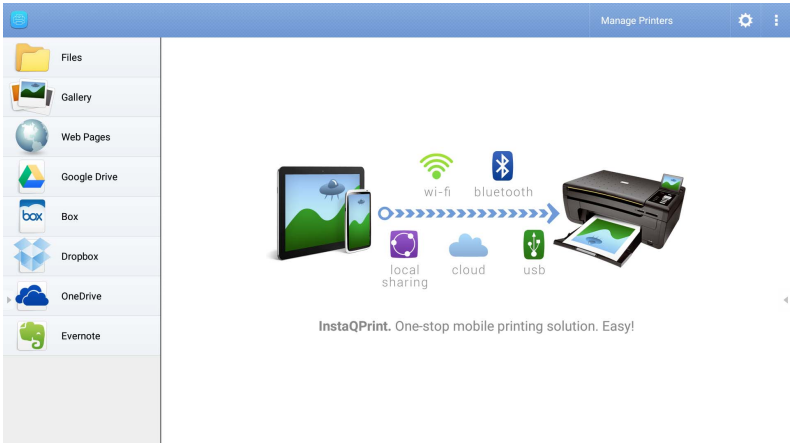 Manage Printers
Files
Gallery
Web Pages
Google Drive
box
Box
Dropbox
OneDrive
Evernote
wi-fi
bluetooth
local
sharing
cloud
usb
InstaQPrint. One-stop mobile printing solution. Easy!